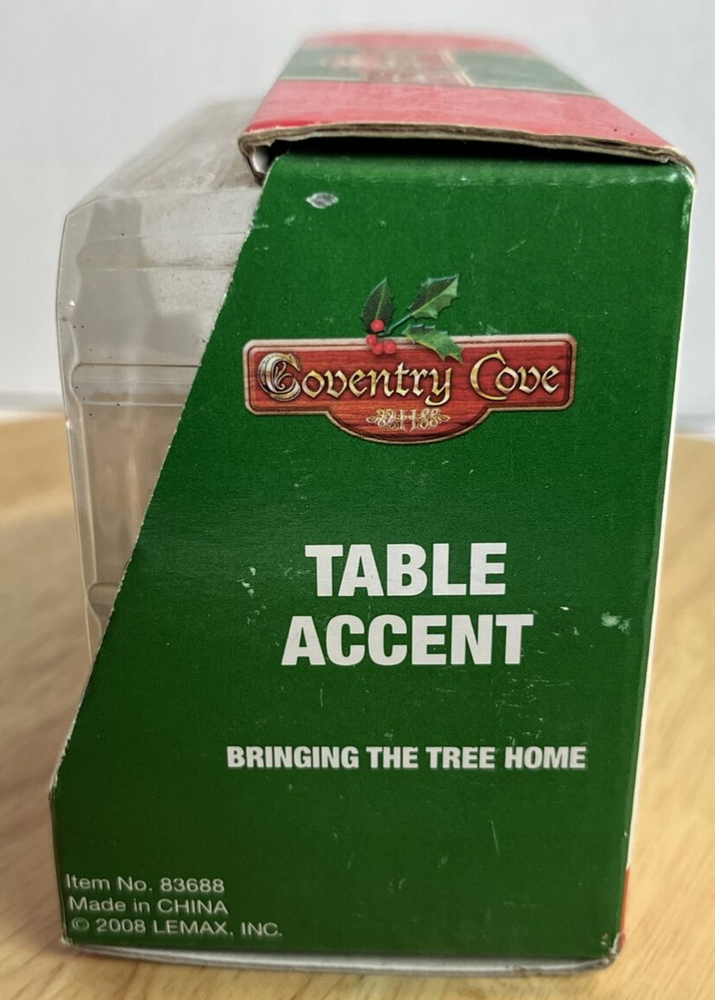 Coventry Cove
H
TABLE
ACCENT
BRINGING THE TREE HOME
Item No. 83688
Made in CHINA
© 2008 LEMAX, INC.